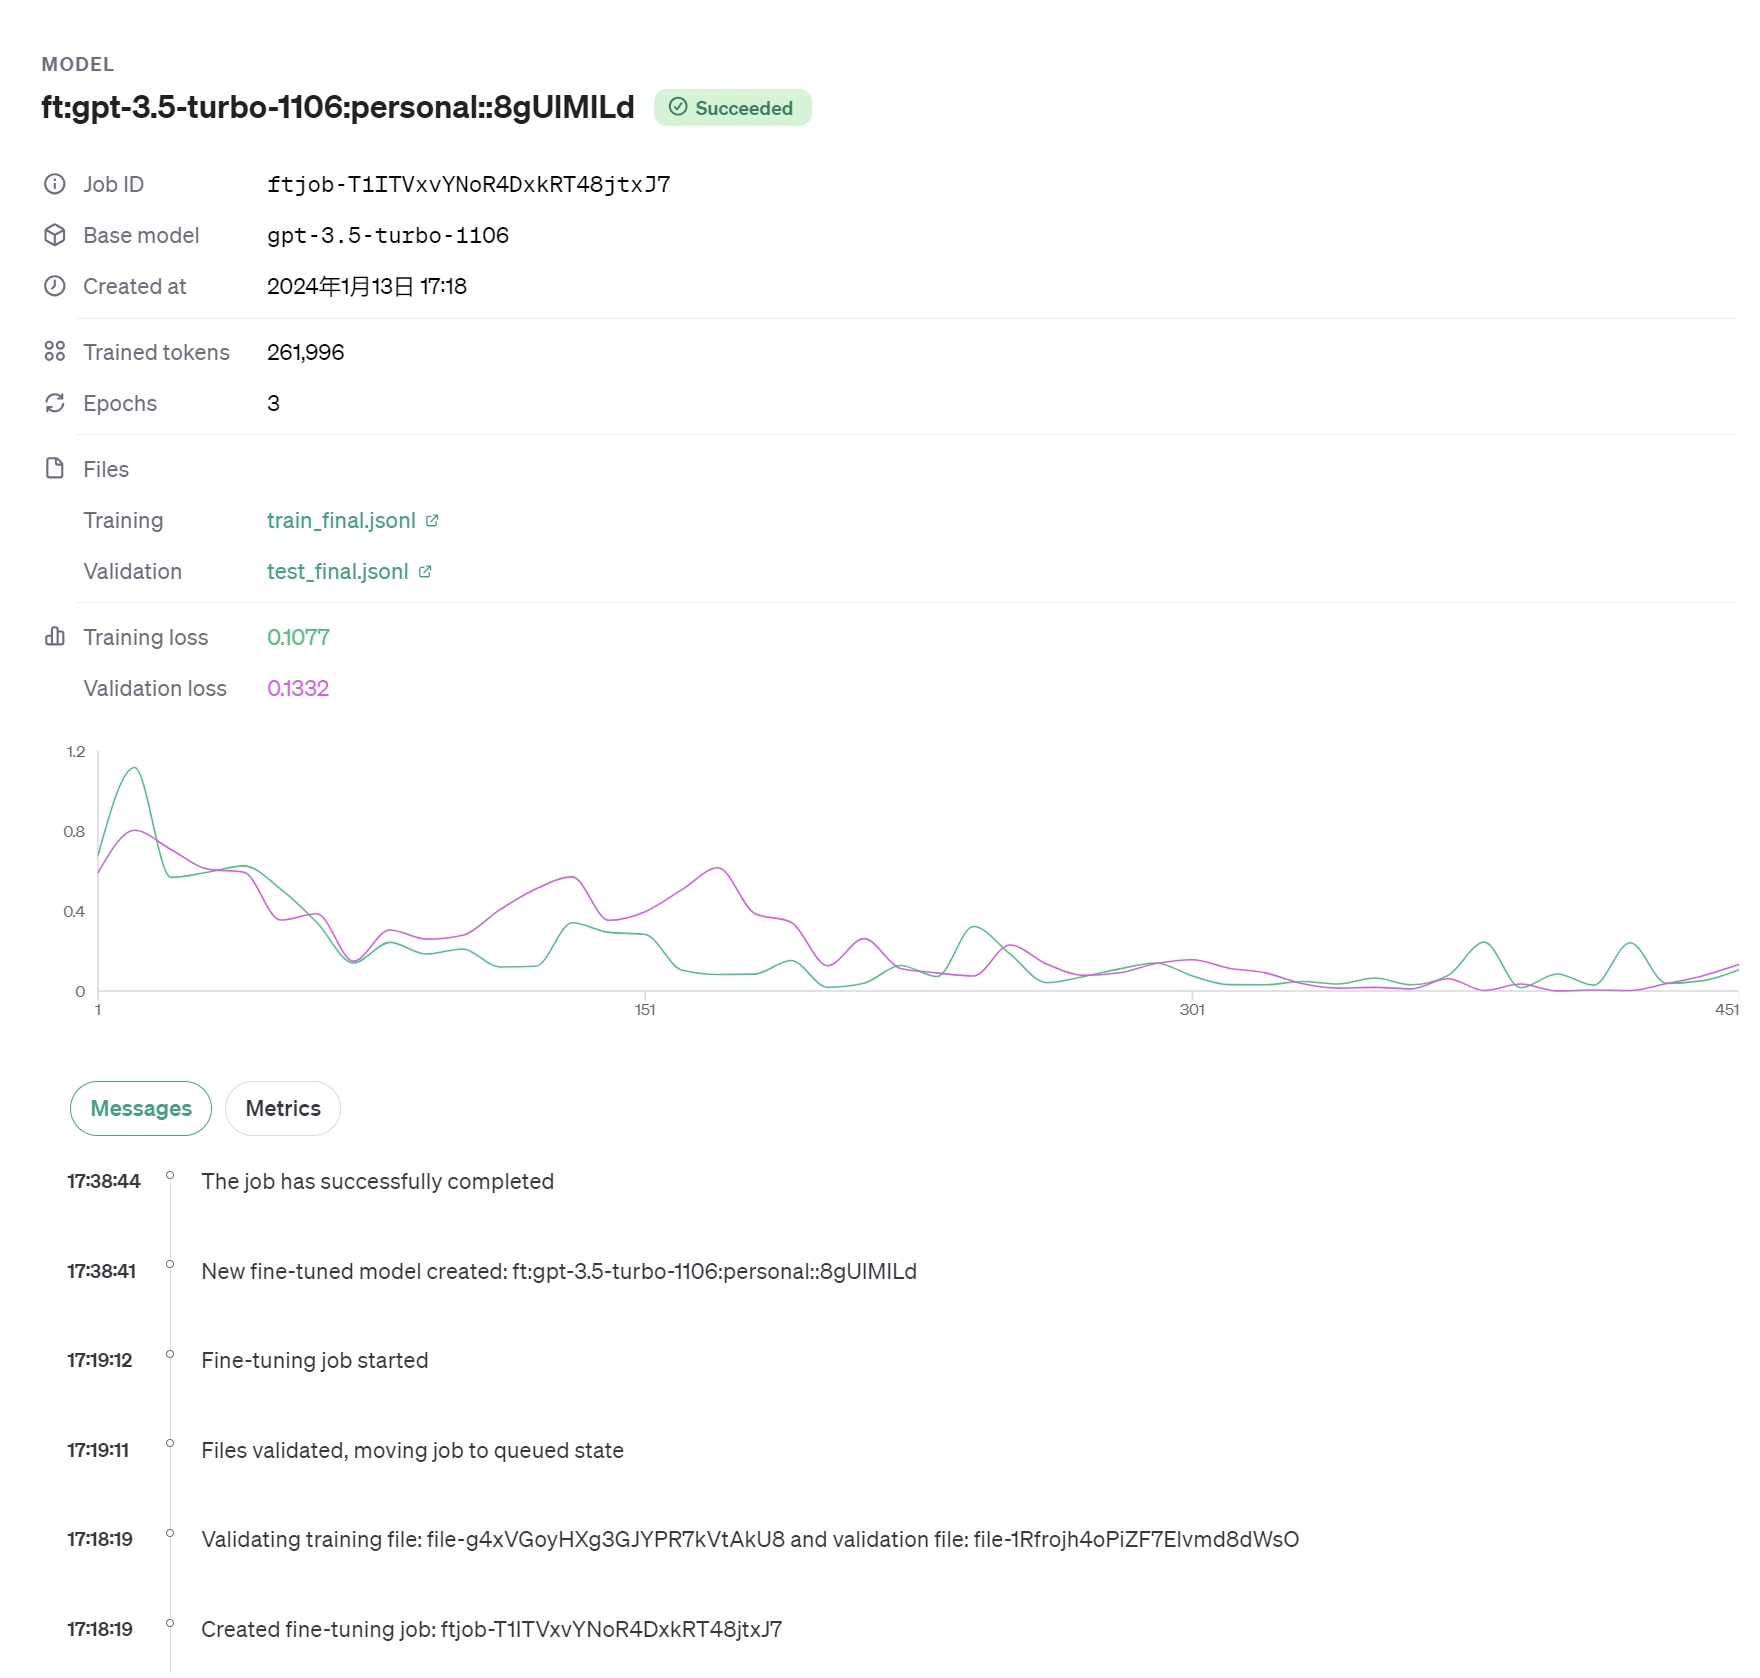 MODEL
ft:gpt-3.5-turbo-1106:personal::8gUlMlLd Succeeded
Job ID ftjob-T1ITVxvYNoR4DxkRT48jtxJ7
Base model gpt-3.5-turbo-1106
Created at 2024年1月13日 17:18
Trained tokens 261,996
Epochs 3
Files
Training train_final.jsonl
Validation test_final.jsonl
Training loss 0.1077
Validation loss 0.1332
1.2
0.8
0.4
0
1 151 301 451
Messages Metrics
17:38:44 The job has successfully completed
17:38:41 New fine-tuned model created: ft:gpt-3.5-turbo-1106:personal::8gUlMlLd
17:19:12 Fine-tuning job started
17:19:11 Files validated, moving job to queued state
17:18:19 Validating training file: file-g4xVGoyHXg3GJYPR7kVtAkU8 and validation file: file-1Rfrojh4oPiZF7Elvmd8dWsO
17:18:19 Created fine-tuning job: ftjob-T1ITVxvYNoR4DxkRT48jtxJ7